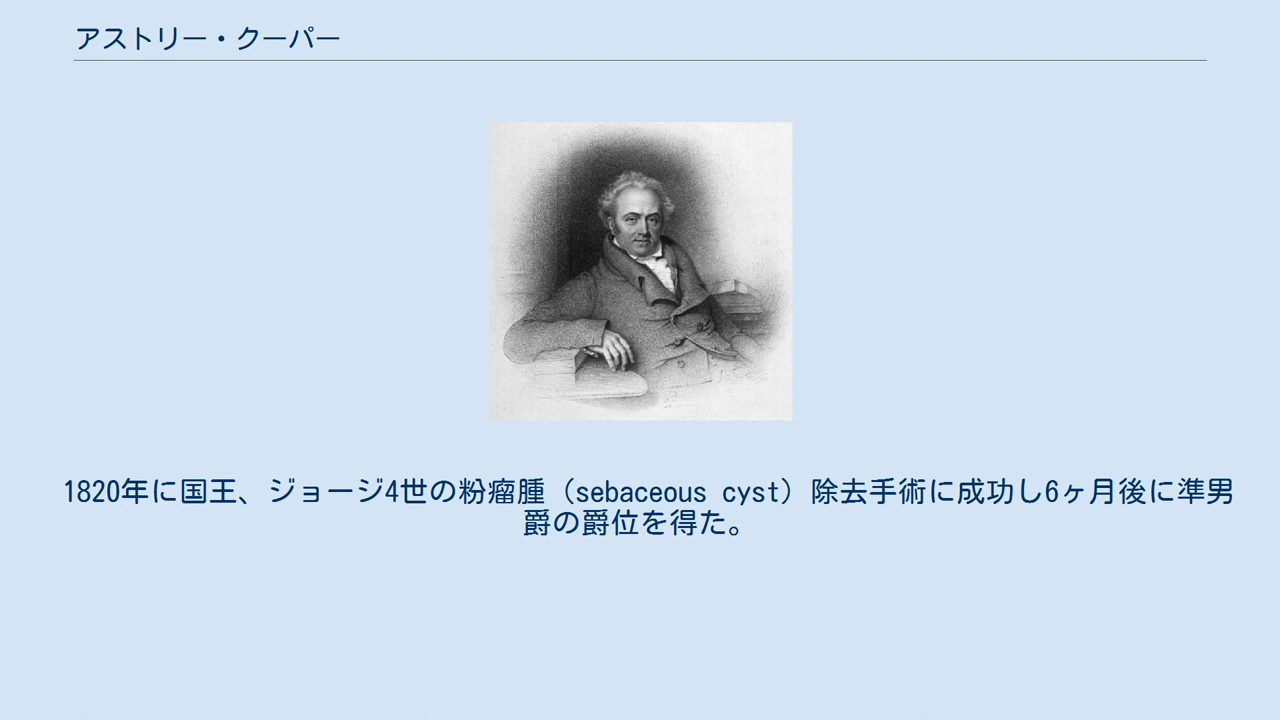 アストリー・クーパー
1820年に国王、ジョージ4世の粉瘤腫（sebaceous cyst）除去手術に成功し6ヶ月後に準男
爵の爵位を得た。